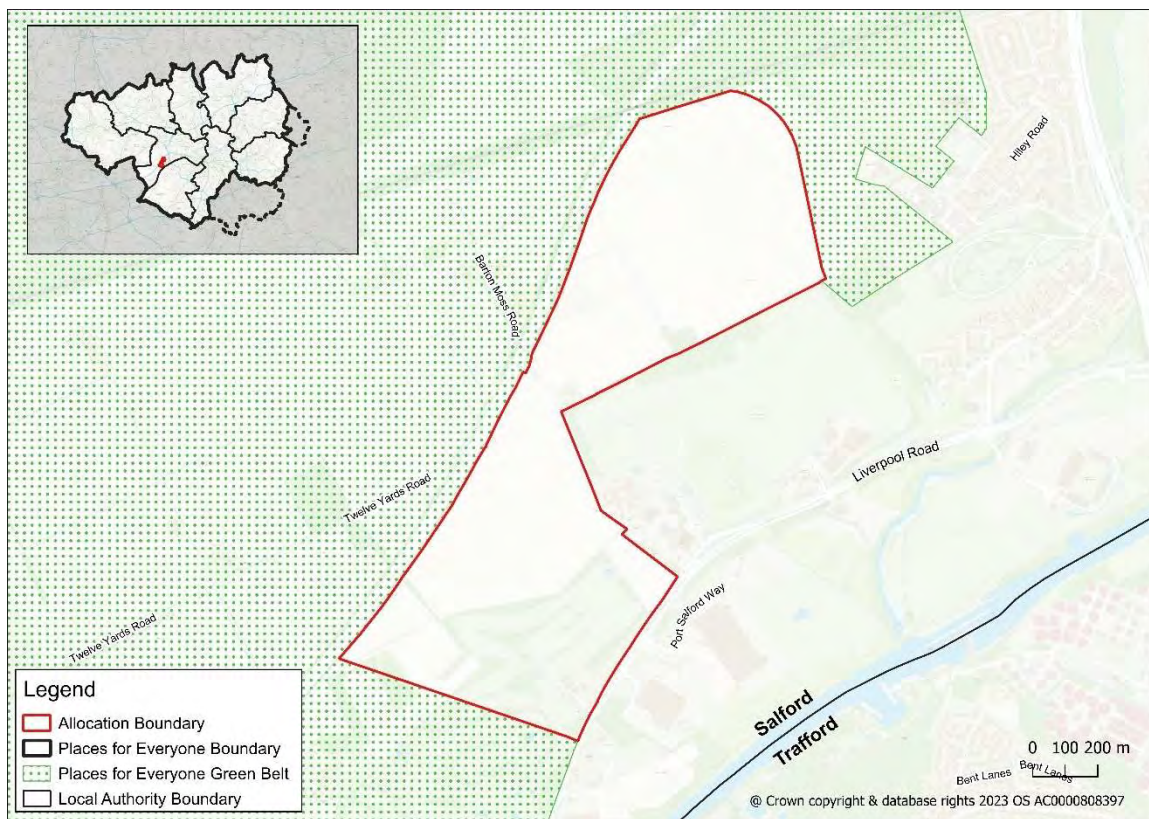 Hiley Road
Barton Moss Road
Liverpool Road
Twelve Yards Road
Port Salford Way
Twelve Yards Road
Salford
Trafford
Legend
Allocation Boundary
Places for Everyone Boundary
Places for Everyone Green Belt
Local Authority Boundary
0 100 200 m
Bent Lanes
Bent Lanes
@ Crown copyright & database rights 2023 OS AC0000808397